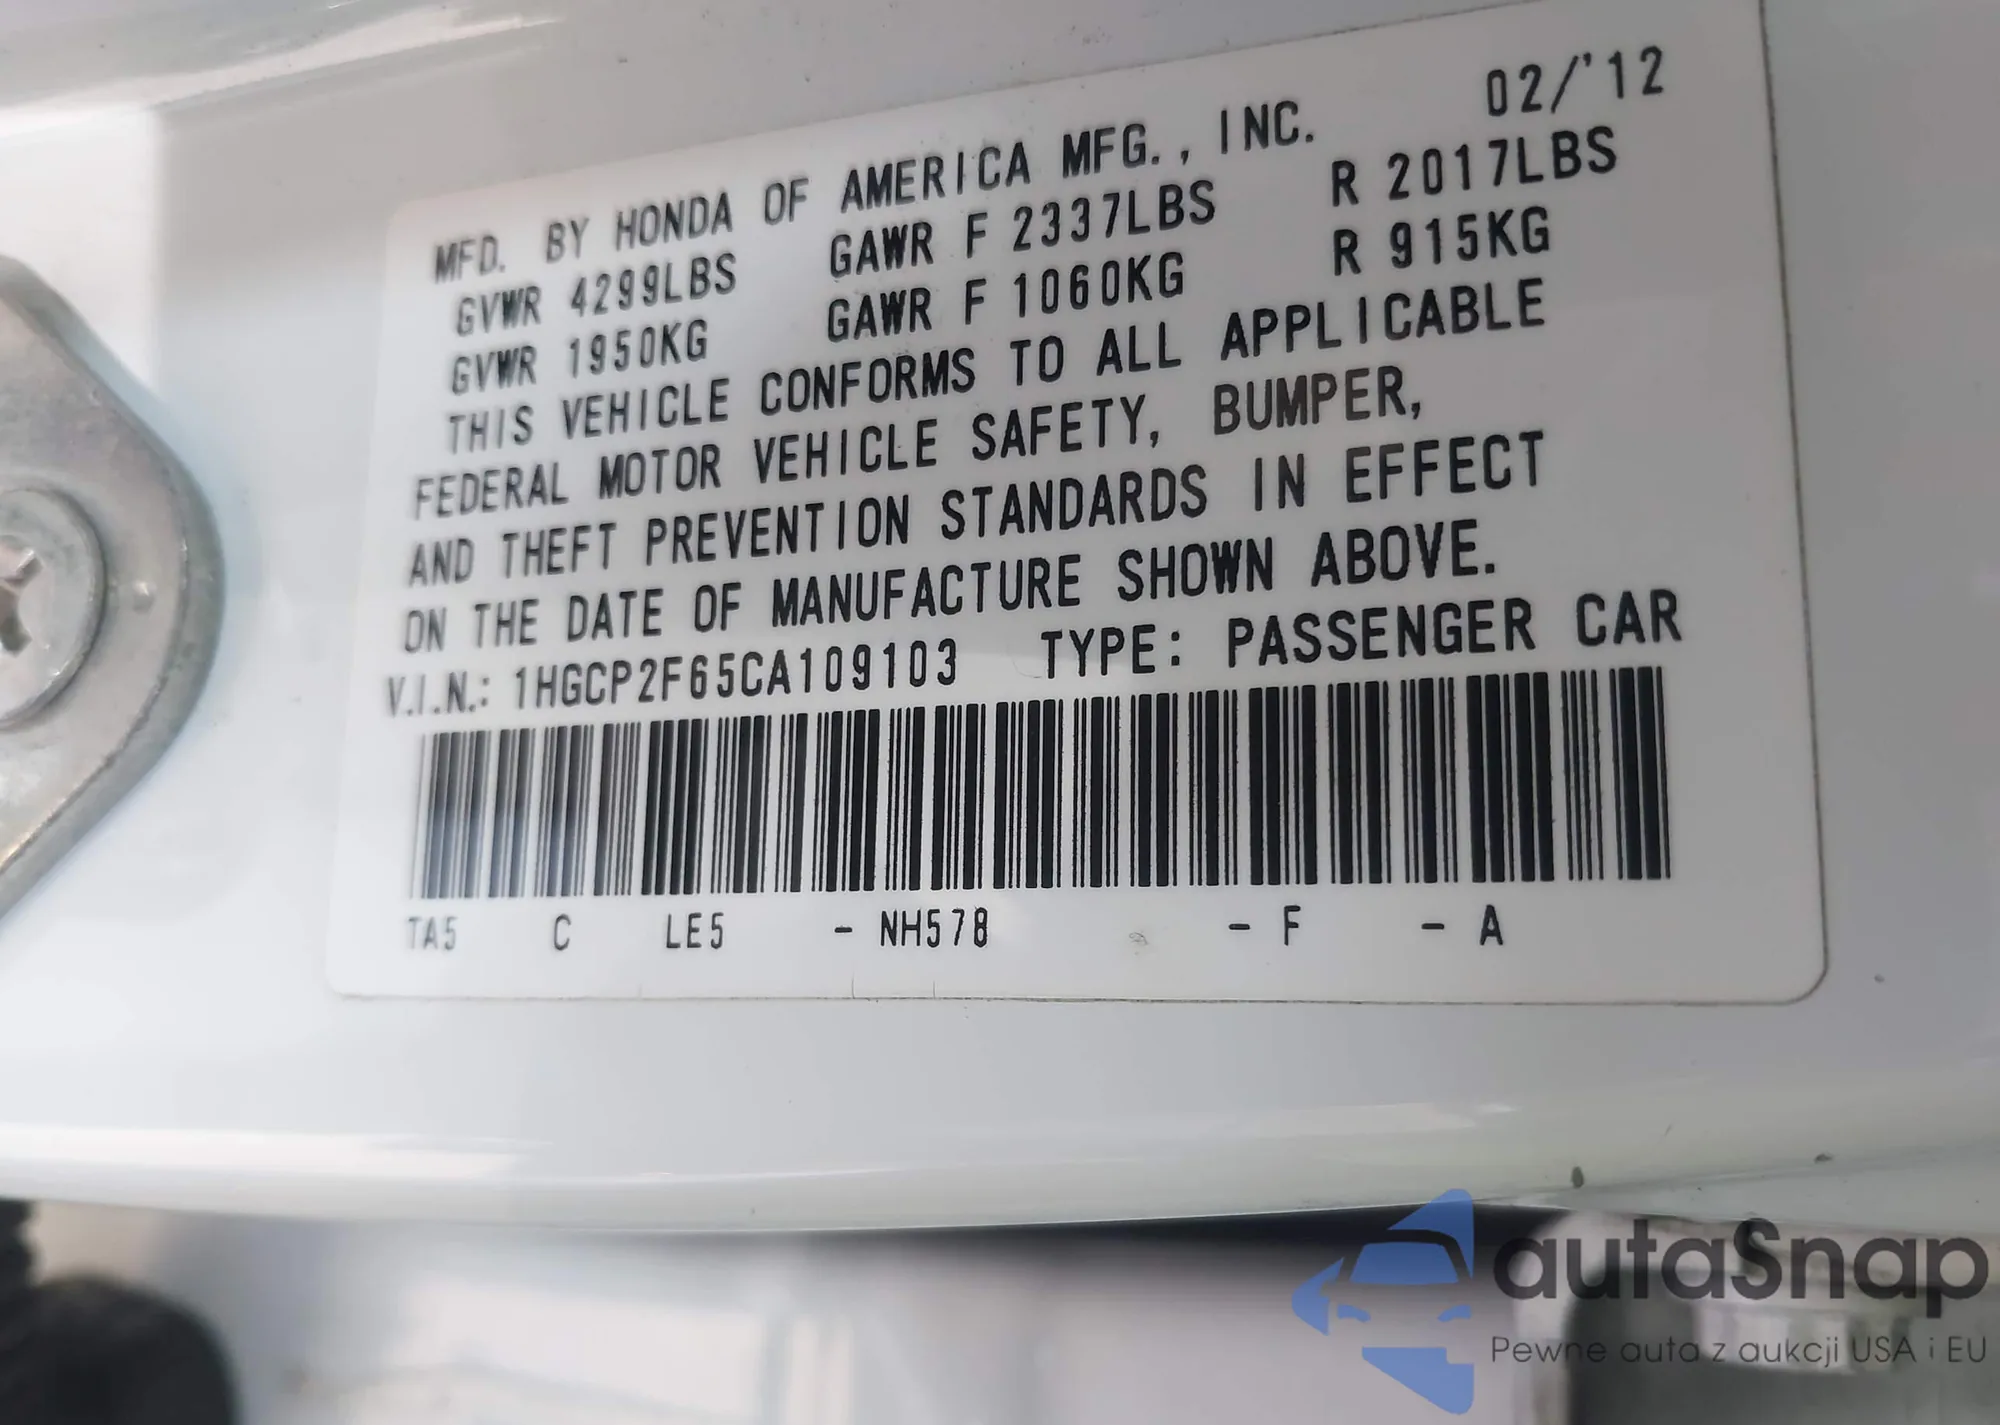 02/'12
MFD. BY HONDA OF AMERICA MFG., INC.
GVWR 4299LBS GAWR F 2337LBS R 2017LBS
GVWR 1950KG GAWR F 1060KG R 915KG
THIS VEHICLE CONFORMS TO ALL APPLICABLE
FEDERAL MOTOR VEHICLE SAFETY, BUMPER,
AND THEFT PREVENTION STANDARDS IN EFFECT
ON THE DATE OF MANUFACTURE SHOWN ABOVE.
V.I.N.: 1HGCP2F65CA109103 TYPE: PASSENGER CAR
TA5 C LE5 - NH578 - F - A
autaSnap
Pewne auta z aukcji USA i EU